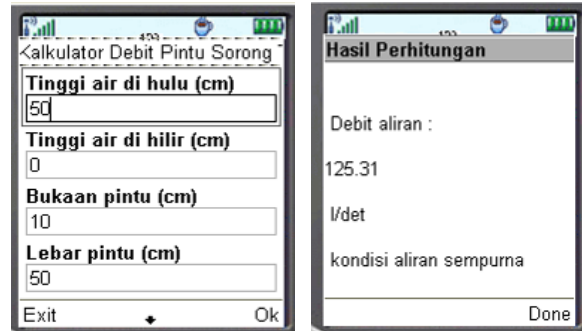 Kalkulator Debit Pintu Sorong
Tinggi air di hulu (cm)
50
Tinggi air di hilir (cm)
0
Bukaan pintu (cm)
10
Lebar pintu (cm)
50
Exit
Ok
Hasil Perhitungan
Debit aliran :
125.31
l/det
kondisi aliran sempurna
Done